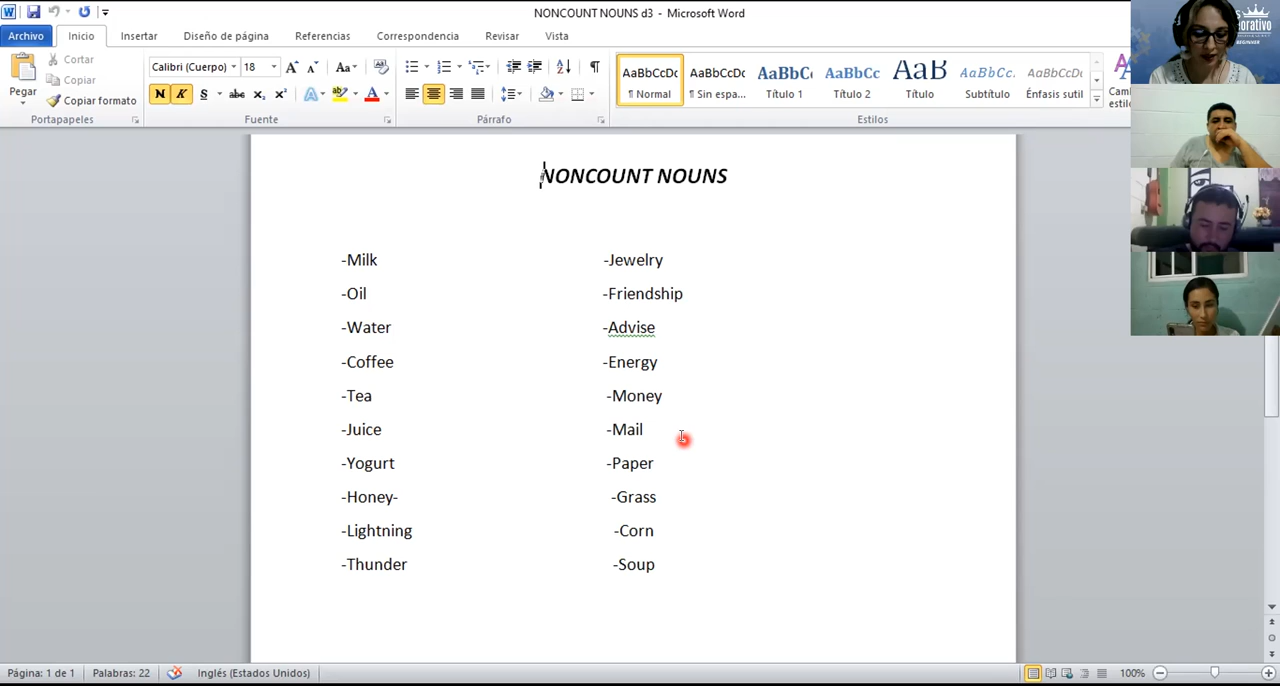 NONCOUNT NOUNS d3 - Microsoft Word
Archivo Inicio Insertar Diseño de página Referencias Correspondencia Revisar Vista
Pegar
Cortar
Copiar
Copiar formato
Portapapeles
Calibri (Cuerpo) 18
Fuente
Párrafo
AaBbCcDc AaBbCcDc AaBbC AaBbCc AaB AaBbCc. AaBbCcDc
¶ Normal ¶ Sin espa... Título 1 Título 2 Título Subtítulo Énfasis sutil
Estilos
BEGINNER
NONCOUNT NOUNS
-Milk -Jewelry
-Oil -Friendship
-Water -Advise
-Coffee -Energy
-Tea -Money
-Juice -Mail
-Yogurt -Paper
-Honey- -Grass
-Lightning -Corn
-Thunder -Soup
Página: 1 de 1 Palabras: 22 Inglés (Estados Unidos) 100%